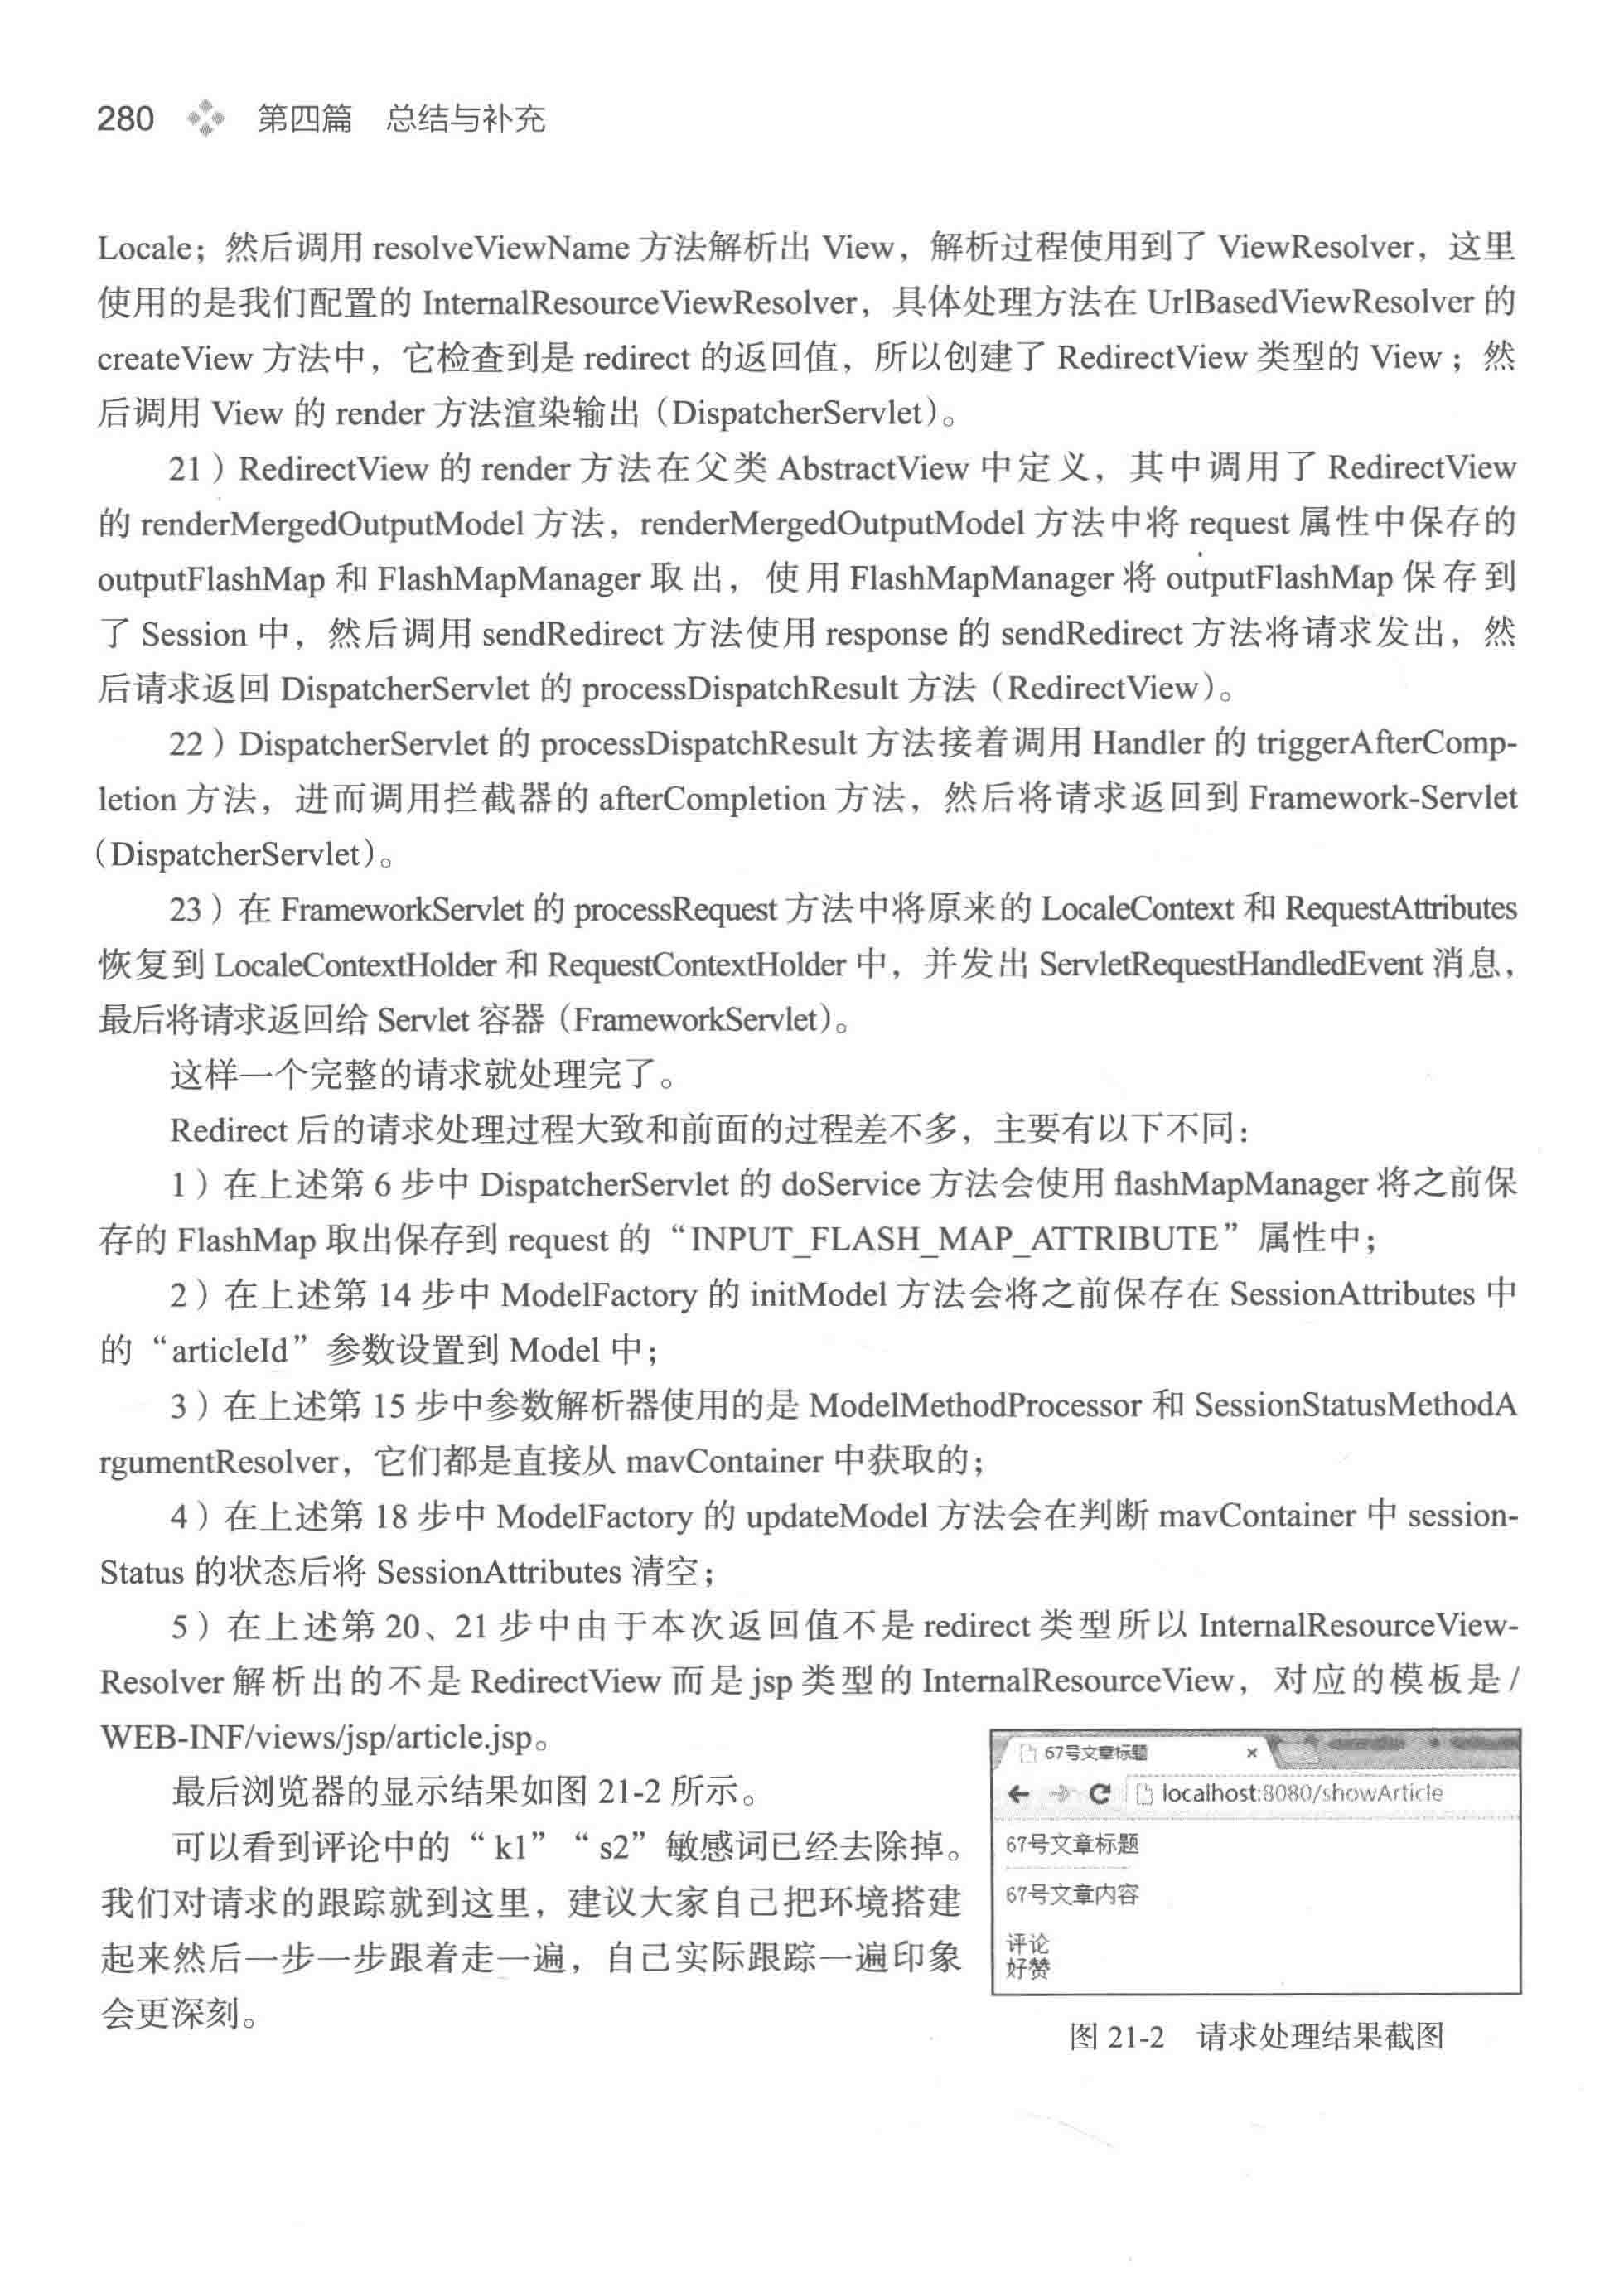 280 第四篇 总结与补充
Locale；然后调用 resolveViewName 方法解析出 View，解析过程使用到了 ViewResolver，这里
使用的是我们配置的 InternalResourceViewResolver，具体处理方法在 UrlBasedViewResolver 的
createView 方法中，它检查到是 redirect 的返回值，所以创建了 RedirectView 类型的 View；然
后调用 View 的 render 方法渲染输出（DispatcherServlet）。
21）RedirectView 的 render 方法在父类 AbstractView 中定义，其中调用了 RedirectView
的 renderMergedOutputModel 方法，renderMergedOutputModel 方法中将 request 属性中保存的
outputFlashMap 和 FlashMapManager 取出，使用 FlashMapManager 将 outputFlashMap 保存到
了 Session 中，然后调用 sendRedirect 方法使用 response 的 sendRedirect 方法将请求发出，然
后请求返回 DispatcherServlet 的 processDispatchResult 方法（RedirectView）。
22）DispatcherServlet 的 processDispatchResult 方法接着调用 Handler 的 triggerAfterComp-
letion 方法，进而调用拦截器的 afterCompletion 方法，然后将请求返回到 Framework-Servlet
（DispatcherServlet）。
23）在 FrameworkServlet 的 processRequest 方法中将原来的 LocaleContext 和 RequestAttributes
恢复到 LocaleContextHolder 和 RequestContextHolder 中，并发出 ServletRequestHandledEvent 消息，
最后将请求返回给 Servlet 容器（FrameworkServlet）。
这样一个完整的请求就处理完了。
Redirect 后的请求处理过程大致和前面的过程差不多，主要有以下不同：
1）在上述第 6 步中 DispatcherServlet 的 doService 方法会使用 flashMapManager 将之前保
存的 FlashMap 取出保存到 request 的“INPUT_FLASH_MAP_ATTRIBUTE”属性中；
2）在上述第 14 步中 ModelFactory 的 initModel 方法会将之前保存在 SessionAttributes 中
的“articleId”参数设置到 Model 中；
3）在上述第 15 步中参数解析器使用的是 ModelMethodProcessor 和 SessionStatusMethodA
rgumentResolver，它们都是直接从 mavContainer 中获取的；
4）在上述第 18 步中 ModelFactory 的 updateModel 方法会在判断 mavContainer 中 session-
Status 的状态后将 SessionAttributes 清空；
5）在上述第 20、21 步中由于本次返回值不是 redirect 类型所以 InternalResourceView-
Resolver 解析出的不是 RedirectView 而是 jsp 类型的 InternalResourceView，对应的模板是 /
WEB-INF/views/jsp/article.jsp。
最后浏览器的显示结果如图 21-2 所示。
可以看到评论中的“k1”“s2”敏感词已经去除掉。
我们对请求的跟踪就到这里，建议大家自己把环境搭建
起来然后一步一步跟着走一遍，自己实际跟踪一遍印象
会更深刻。
67号文章标题 ×
localhost:8080/showArticle
67号文章标题
67号文章内容
评论
好赞
图 21-2 请求处理结果截图